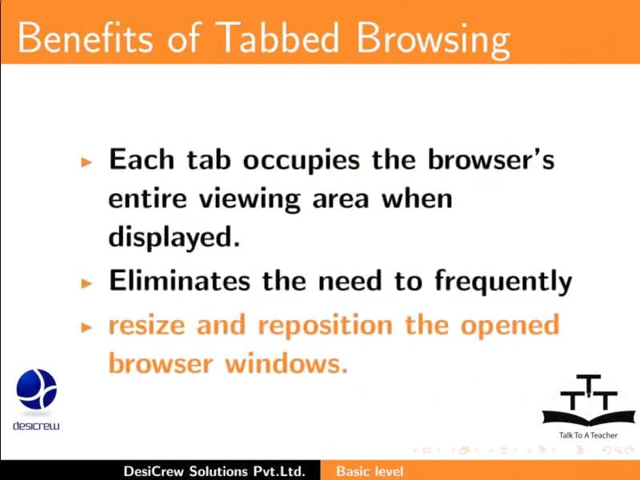 Benefits of Tabbed Browsing
Each tab occupies the browser's
entire viewing area when
displayed.
Eliminates the need to frequently
resize and reposition the opened
browser windows.
desicrew
TTT
Talk To A Teacher
DesiCrew Solutions Pvt.Ltd.
Basic level